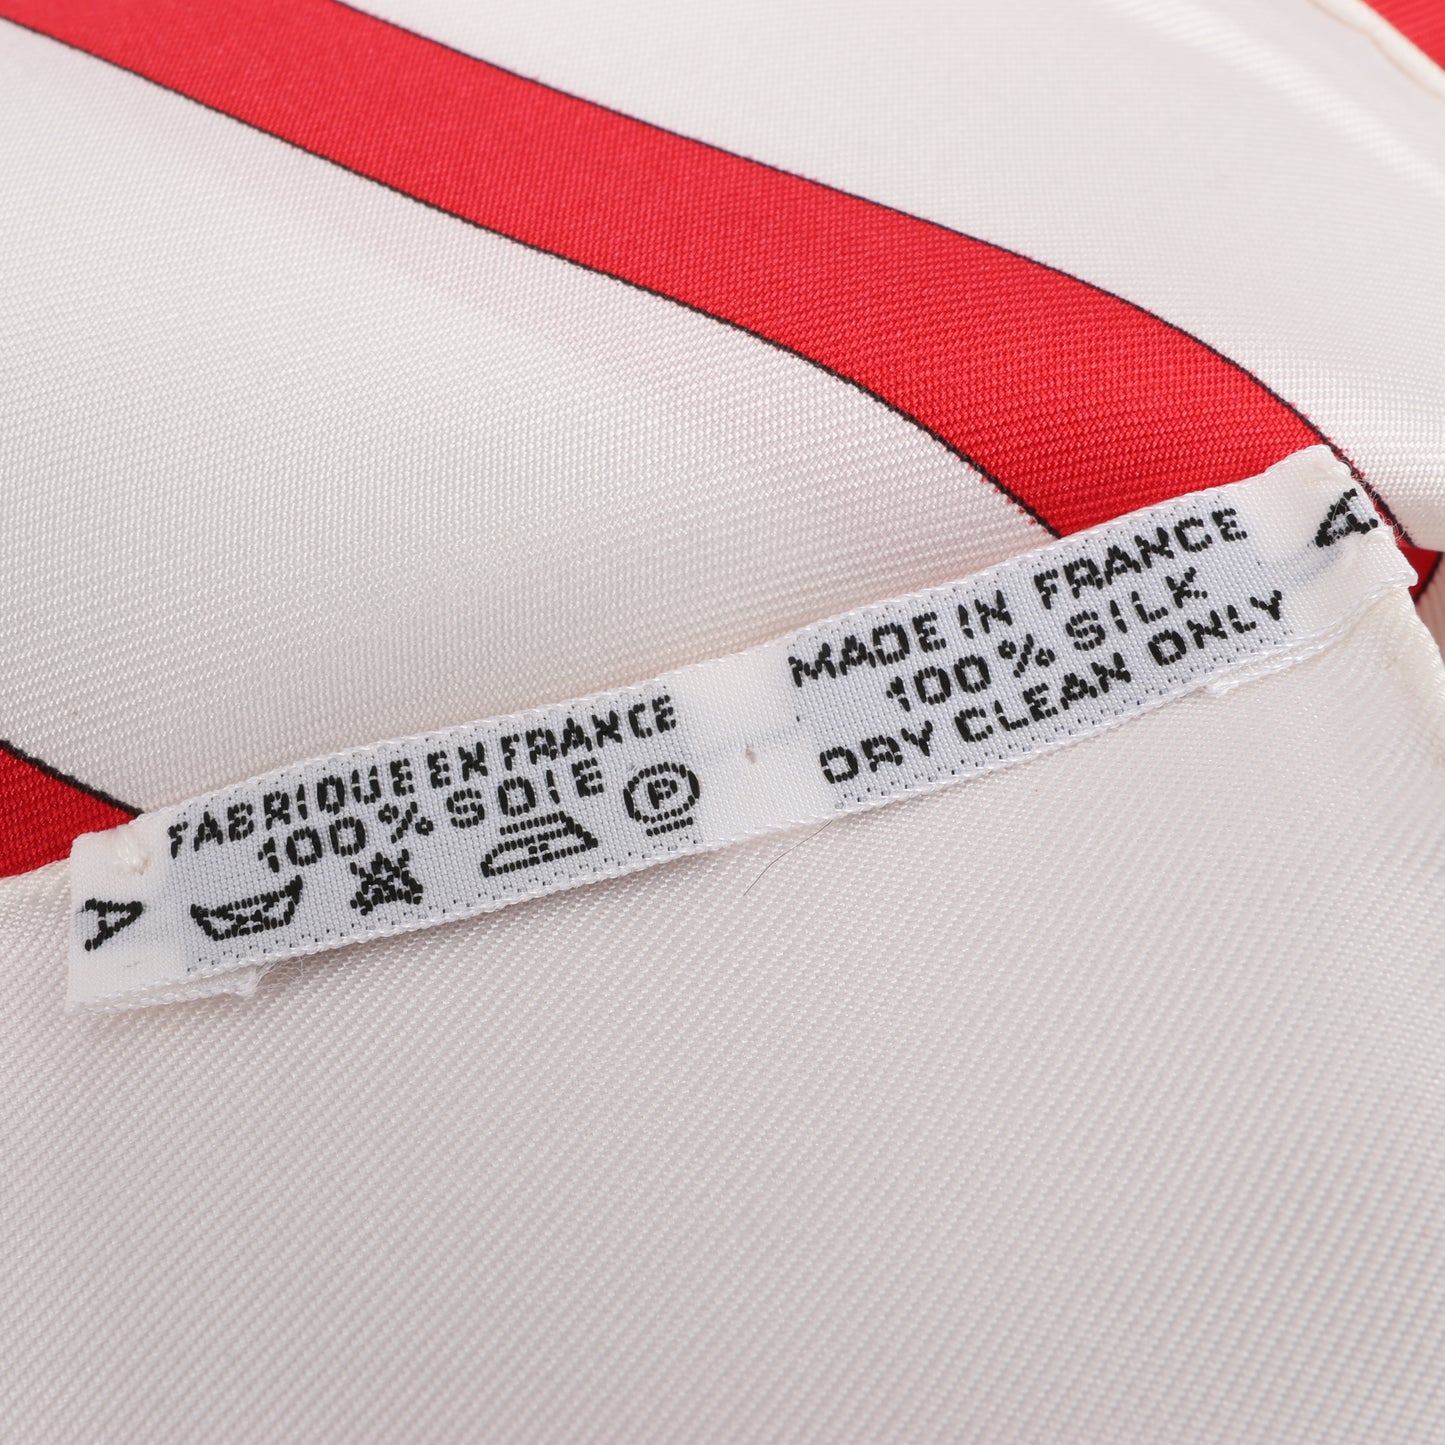 A
FABRIQUE EN FRANCE
100% SOIE
P
MADE IN FRANCE
100% SILK
DRY CLEAN ONLY
A